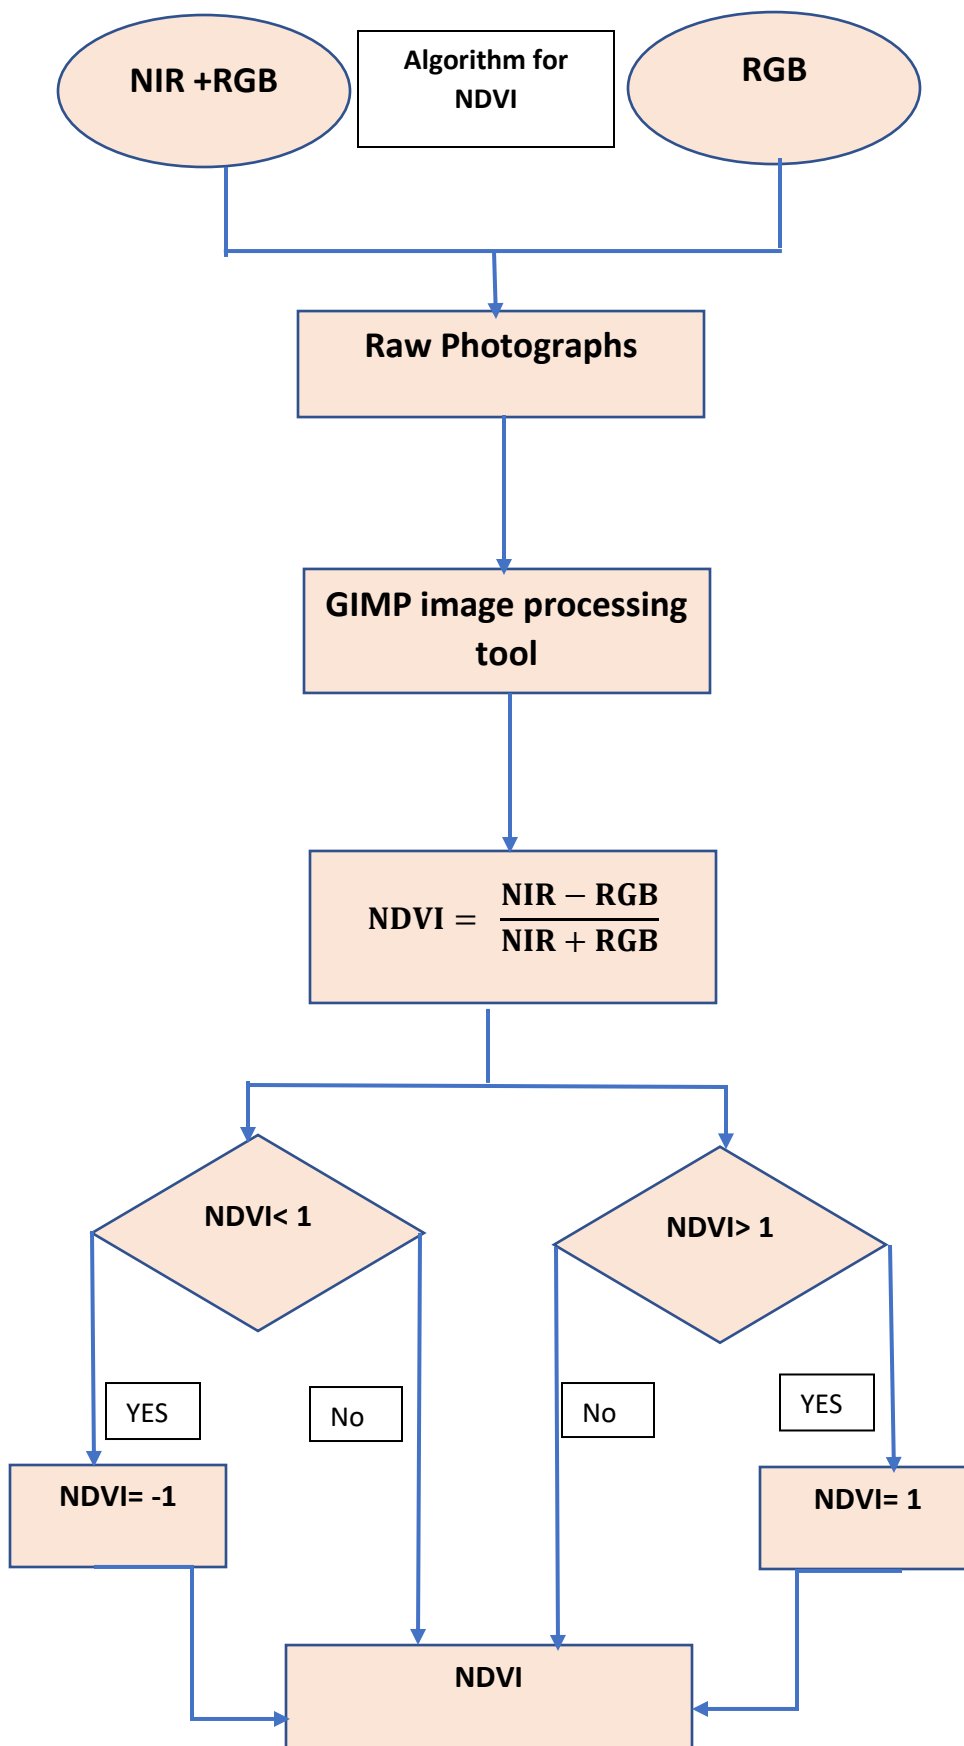 NIR +RGB
Algorithm for
NDVI
RGB
Raw Photographs
GIMP image processing
tool
NDVI = NIR − RGB / NIR + RGB
NDVI< 1
NDVI> 1
YES
No
No
YES
NDVI= -1
NDVI= 1
NDVI